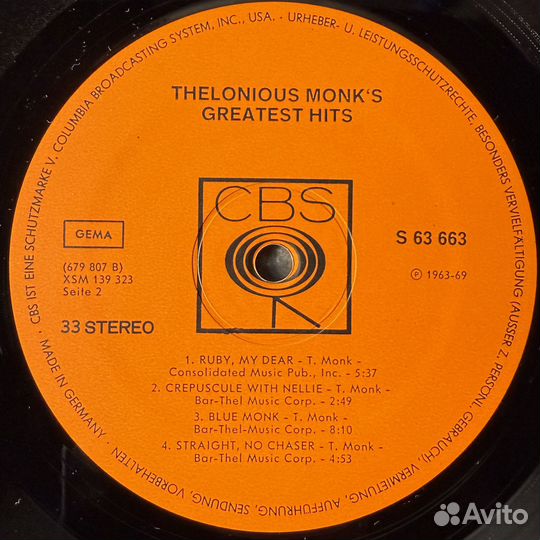 CBS IST EINE SCHUTZMARKE V. COLUMBIA BROADCASTING SYSTEM, INC., USA. · URHEBER- U. LEISTUNGSSCHUTZRECHTE, BESONDERS VERVIELFÄLTIGUNG (AUSSER Z. PERSÖNL. GEBRAUCH), VERMIETUNG, AUFFÜHRUNG, SENDUNG, VORBEHALTEN · MADE IN GERMANY ·
THELONIOUS MONK'S
GREATEST HITS
CBS
GEMA
S 63 663
(679 807 B)
XSM 139 323
Seite 2
Ⓟ 1963-69
33 STEREO
1. RUBY, MY DEAR - T. Monk -
Consolidated Music Pub., Inc. - 5:37
2. CREPUSCULE WITH NELLIE - T. Monk -
Bar-Thel Music Corp. - 2:49
3. BLUE MONK - T. Monk -
Bar-Thel-Music Corp. - 8:10
4. STRAIGHT, NO CHASER - T. Monk -
Bar-Thel Music Corp. - 4:53
Avito